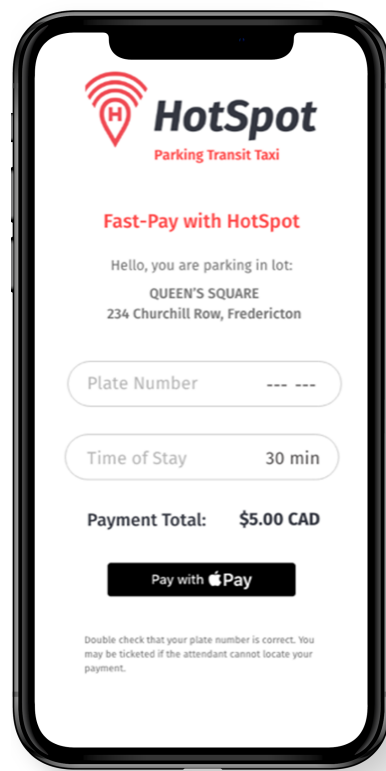 H
HotSpot
Parking Transit Taxi
Fast-Pay with HotSpot
Hello, you are parking in lot:
QUEEN'S SQUARE
234 Churchill Row, Fredericton
Plate Number --- ---
Time of Stay 30 min
Payment Total: $5.00 CAD
Pay with Pay
Double check that your plate number is correct. You
may be ticketed if the attendant cannot locate your
payment.